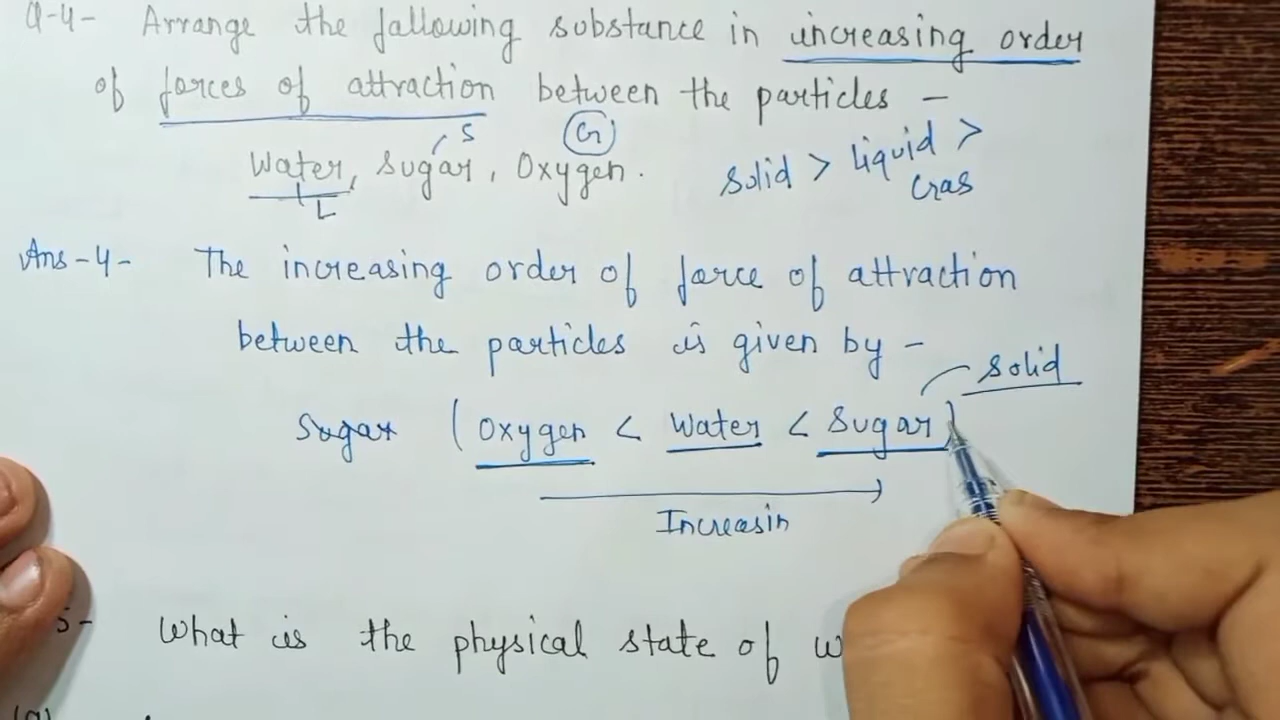 Q-4- Arrange the fallowing substance in increasing order
of forces of attraction between the particles -
S G
Water, Sugar, Oxygen. Solid > Liquid >
L Gas
Ans-4- The increasing order of force of attraction
between the particles is given by -
Solid
Sugar (Oxygen < Water < Sugar)
Increasin
5- What is the physical state of w
(a)